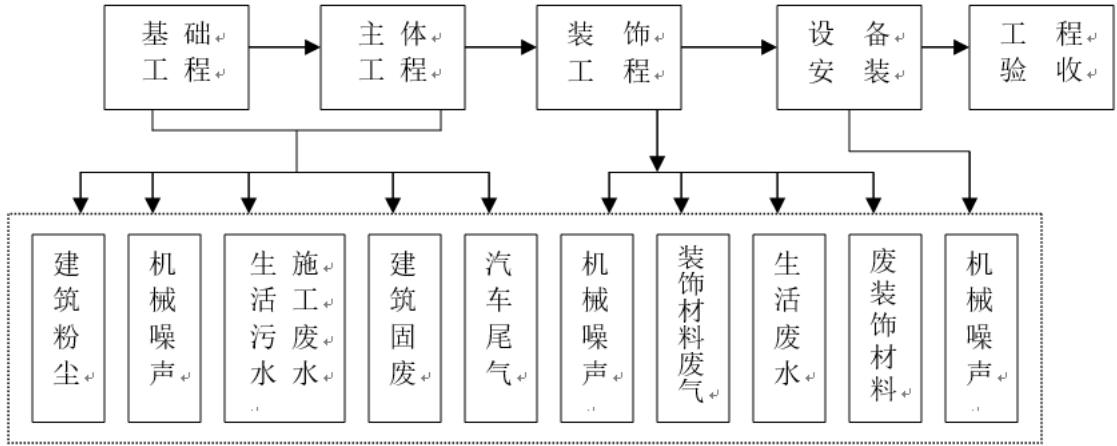 基础
工程
主体
工程
装饰
工程
设备
安装
工程
验收
建筑粉尘
机械噪声
施工废水
生活污水
建筑固废
汽车尾气
机械噪声
装饰材料废气
生活废水
废装饰材料
机械噪声